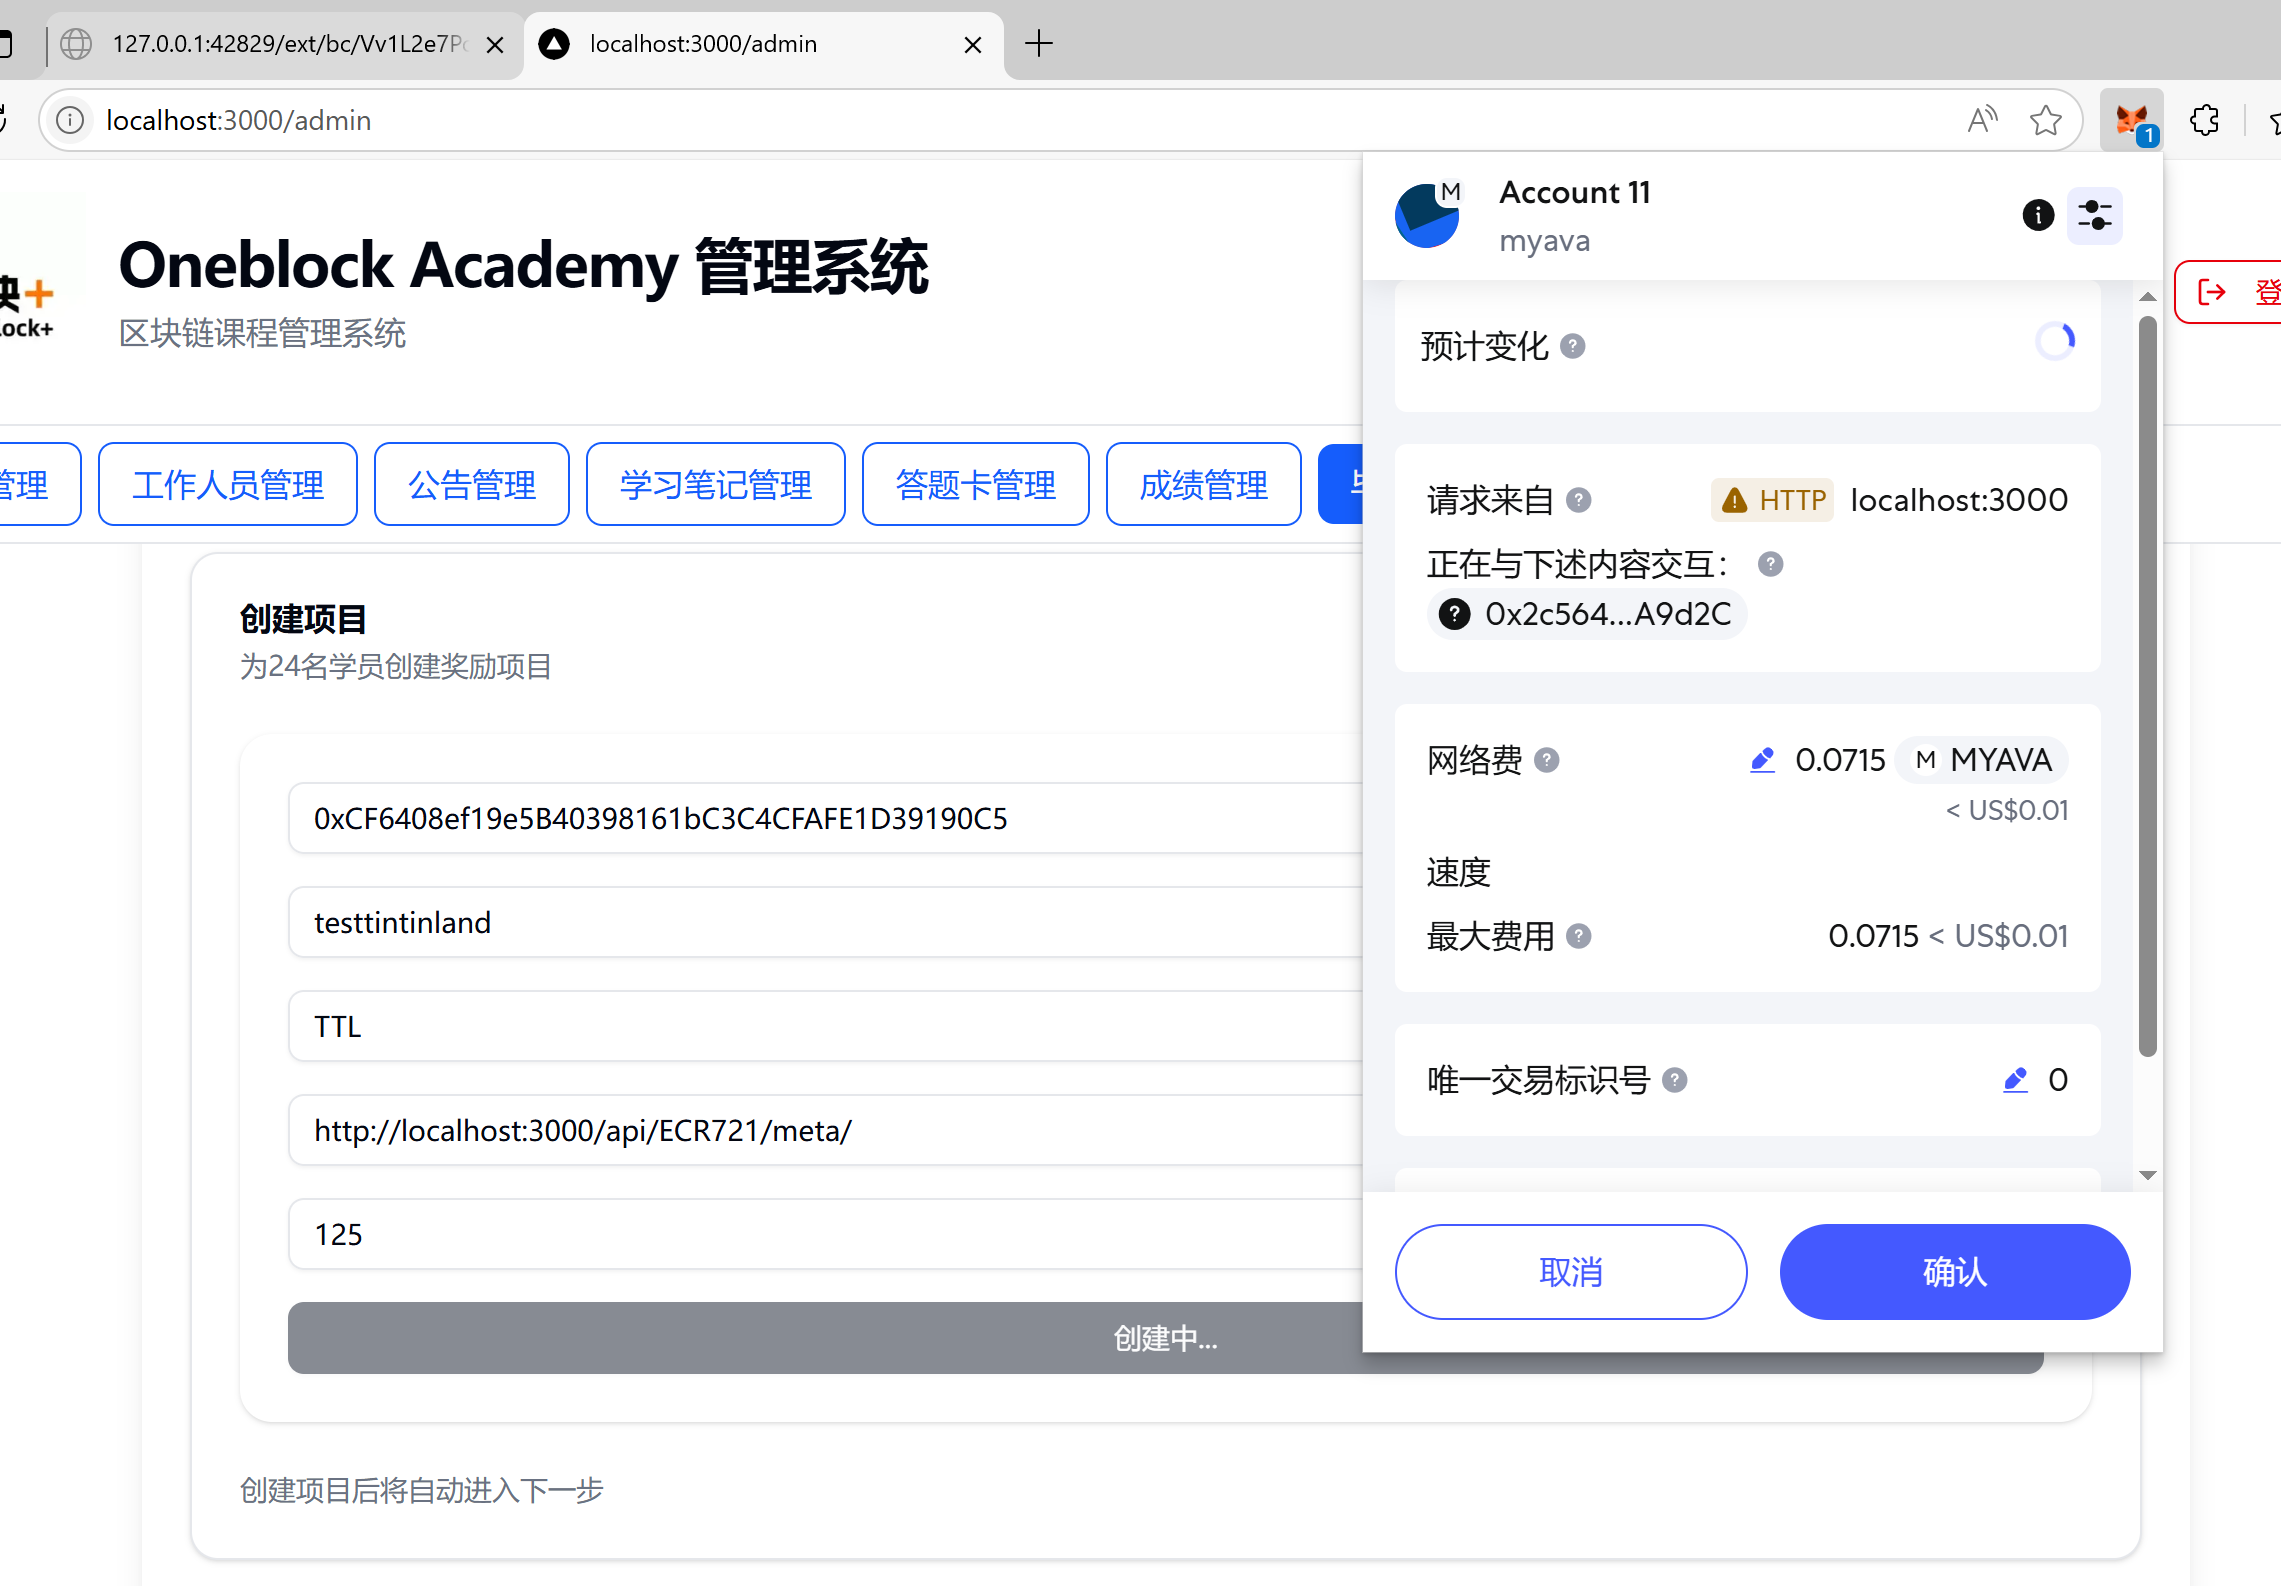 127.0.0.1:42829/ext/bc/Vv1L2e7P
localhost:3000/admin
localhost:3000/admin
1
Oneblock Academy 管理系统
区块链课程管理系统
块+
lock+
登
管理
工作人员管理
公告管理
学习笔记管理
答题卡管理
成绩管理
创建项目
为24名学员创建奖励项目
0xCF6408ef19e5B40398161bC3C4CFAFE1D39190C5
testtintinland
TTL
http://localhost:3000/api/ECR721/meta/
125
创建中...
创建项目后将自动进入下一步
M
Account 11
myava
预计变化
请求来自
HTTP localhost:3000
正在与下述内容交互：
0x2c564...A9d2C
网络费
0.0715 M MYAVA
< US$0.01
速度
最大费用
0.0715 < US$0.01
唯一交易标识号
0
取消
确认